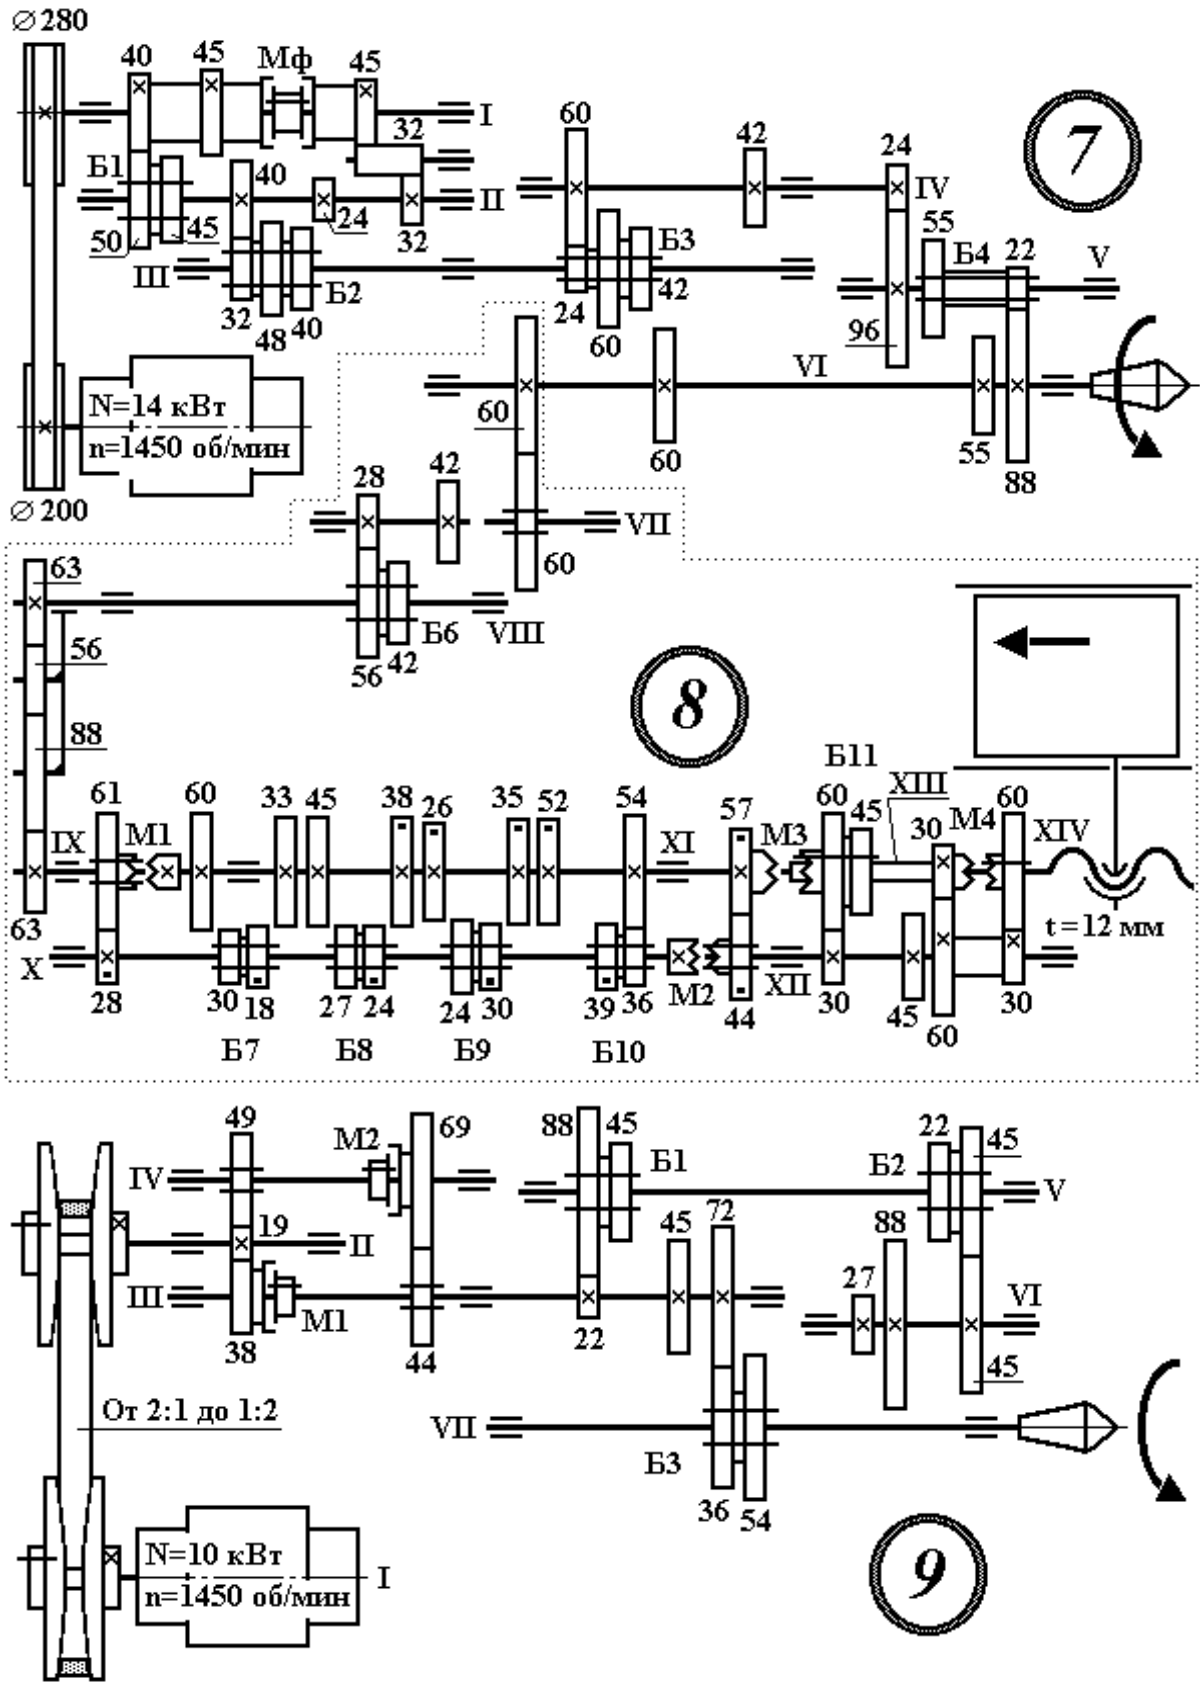 ∅ 280
40 45 Мф 45
I
32
60 42 24
7
Б1
40
II
IV
50 45 24 32
55 Б4 22 V
III
Б2
Б3
32 48 40
24 60 42
96
VI
N=14 кВт
n=1450 об/мин
60
60
55
88
∅ 200
28 42
VII
60
63
VIII
Б6
56
56 42
88
8
Б11
61 М1 60 33 45 38 26 35 52 54 57 М3 60 45 XIII 30 М4 60 XIV
IX
XI
t = 12 мм
63
X
28
30 18 27 24 24 30 39 36 М2 44 XII 30 45 60 30
Б7 Б8 Б9 Б10
49 М2 69 88 45 22 45
IV
Б1 Б2
V
19
II
45 72 27 88
III
М1
VI
38 44 22
45
От 2:1 до 1:2
VII
Б3
36 54
N=10 кВт
I
n=1450 об/мин
9